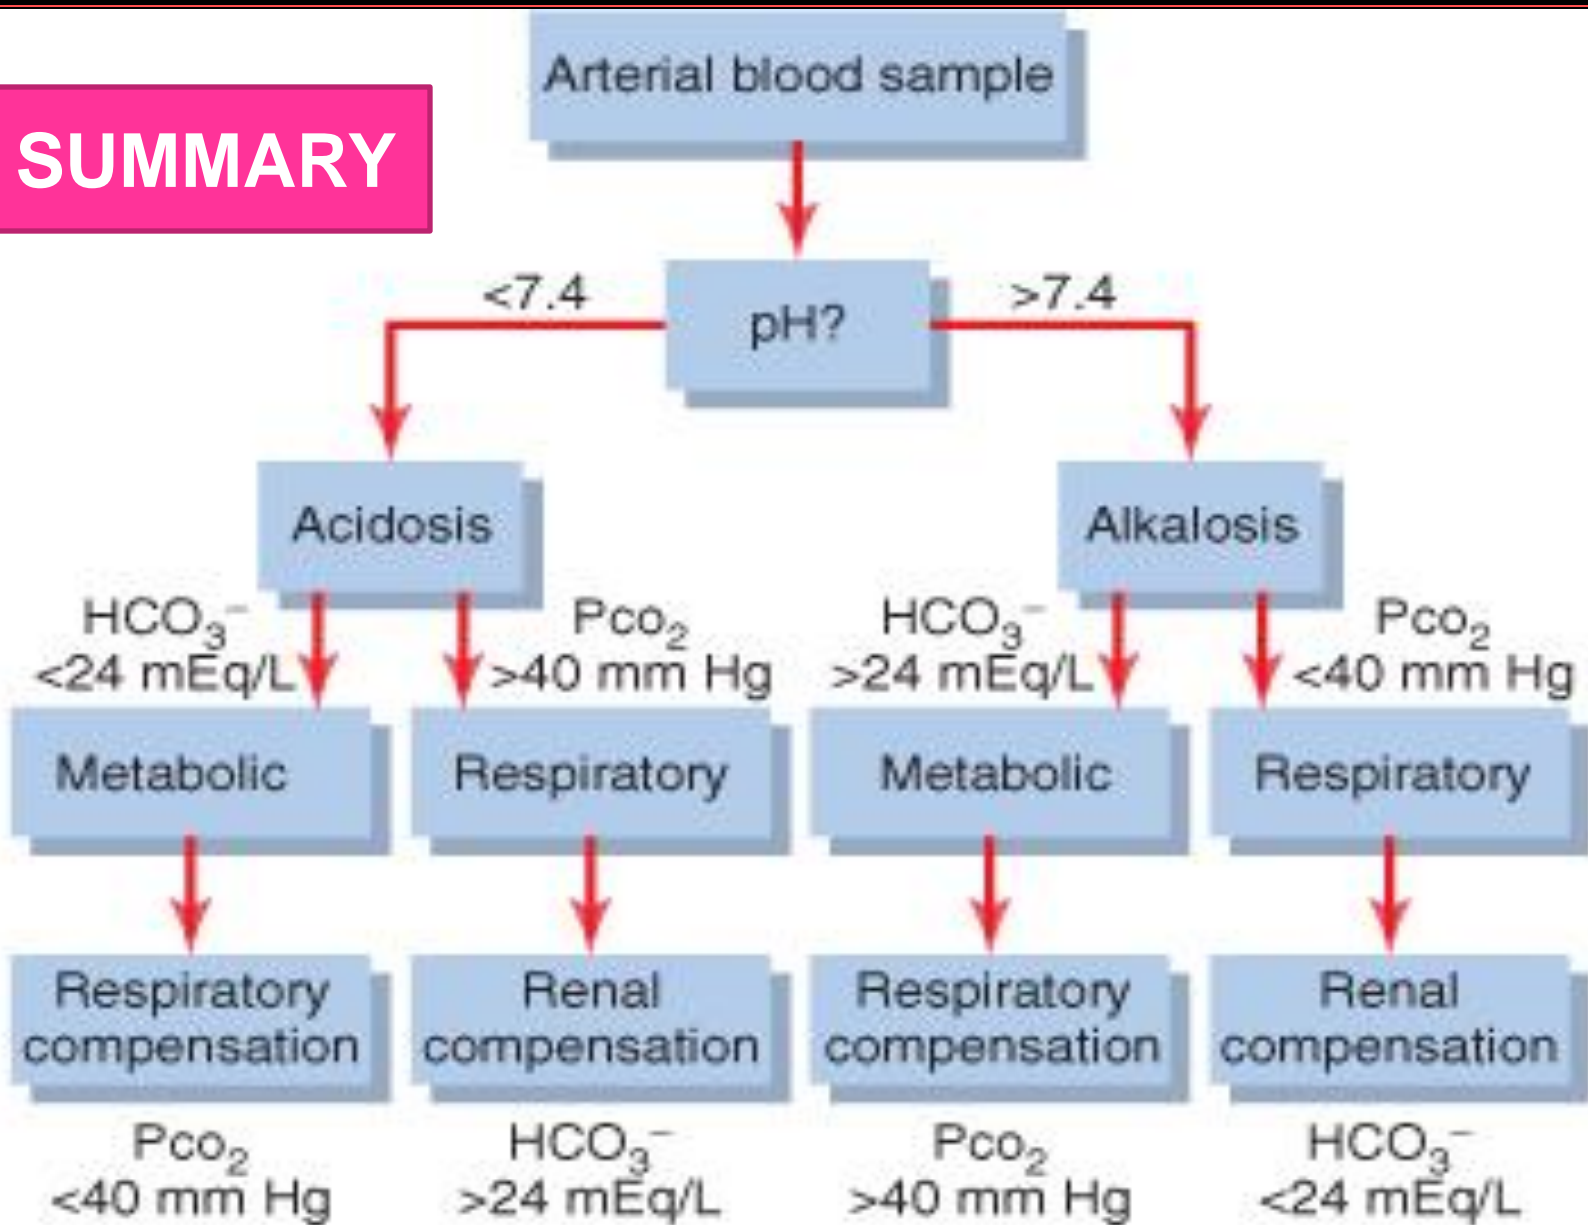 Arterial blood sample
SUMMARY
<7.4
>7.4
pH?
Acidosis
Alkalosis
HCO₃⁻
<24 mEq/L
Pco₂
>40 mm Hg
HCO₃⁻
>24 mEq/L
Pco₂
<40 mm Hg
Metabolic
Respiratory
Metabolic
Respiratory
Respiratory
compensation
Renal
compensation
Respiratory
compensation
Renal
compensation
Pco₂
<40 mm Hg
HCO₃⁻
>24 mEq/L
Pco₂
>40 mm Hg
HCO₃⁻
<24 mEq/L